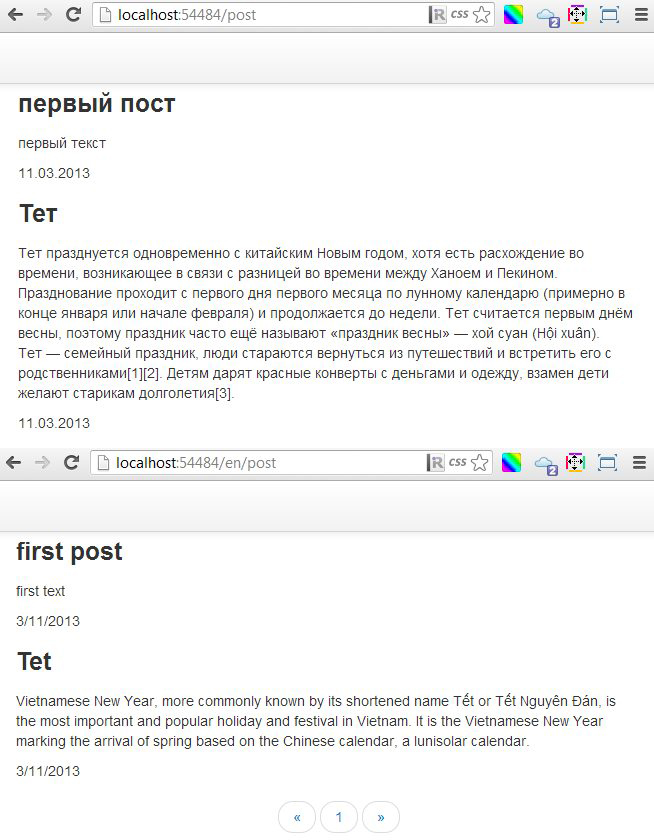 localhost:54484/post
R css
2
первый пост
первый текст
11.03.2013
Тет
Тет празднуется одновременно с китайским Новым годом, хотя есть расхождение во
времени, возникающее в связи с разницей во времени между Ханоем и Пекином.
Празднование проходит с первого дня первого месяца по лунному календарю (примерно в
конце января или начале февраля) и продолжается до недели. Тет считается первым днём
весны, поэтому праздник часто ещё называют «праздник весны» — хой суан (Hội xuân).
Тет — семейный праздник, люди стараются вернуться из путешествий и встретить его с
родственниками[1][2]. Детям дарят красные конверты с деньгами и одежду, взамен дети
желают старикам долголетия[3].
11.03.2013
localhost:54484/en/post
R css
2
first post
first text
3/11/2013
Tet
Vietnamese New Year, more commonly known by its shortened name Tết or Tết Nguyên Đán, is
the most important and popular holiday and festival in Vietnam. It is the Vietnamese New Year
marking the arrival of spring based on the Chinese calendar, a lunisolar calendar.
3/11/2013
« 1 »